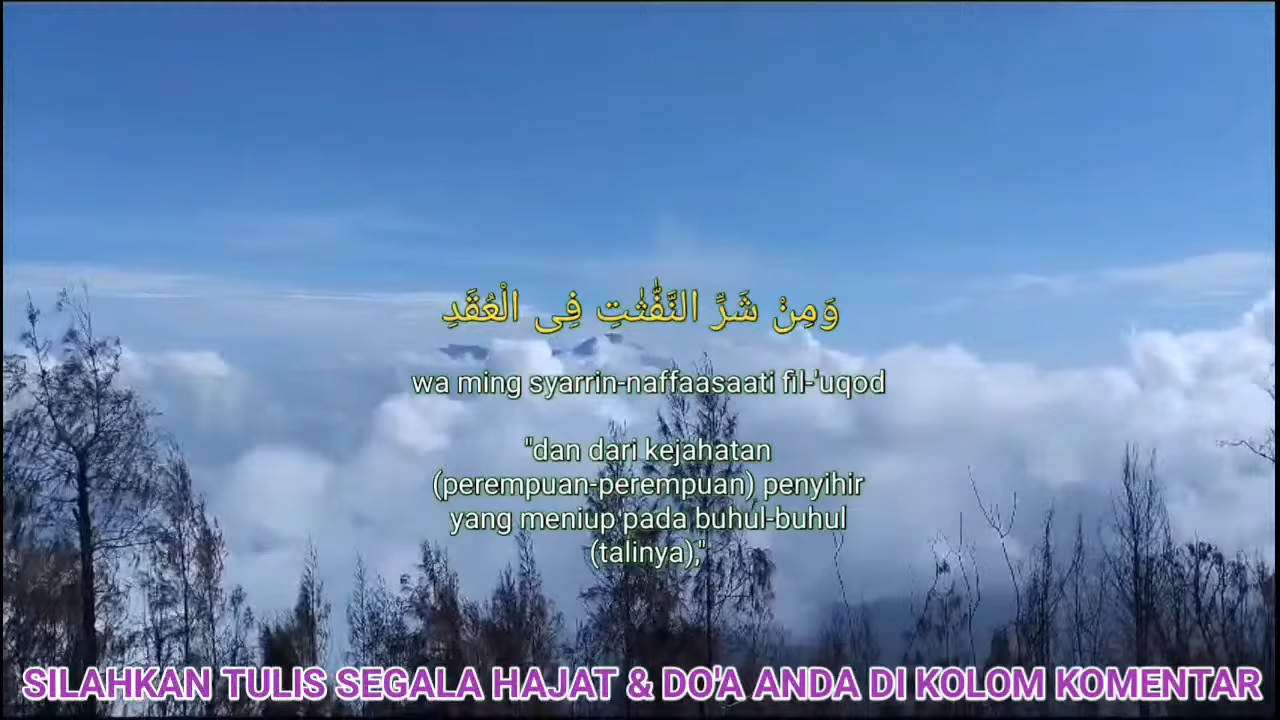 وَمِنْ شَرِّ النَّفّٰثٰتِ فِى الْعُقَدِ
wa ming syarrin-naffaasaati fil-'uqod
"dan dari kejahatan
(perempuan-perempuan) penyihir
yang meniup pada buhul-buhul
(talinya),"
SILAHKAN TULIS SEGALA HAJAT & DO'A ANDA DI KOLOM KOMENTAR